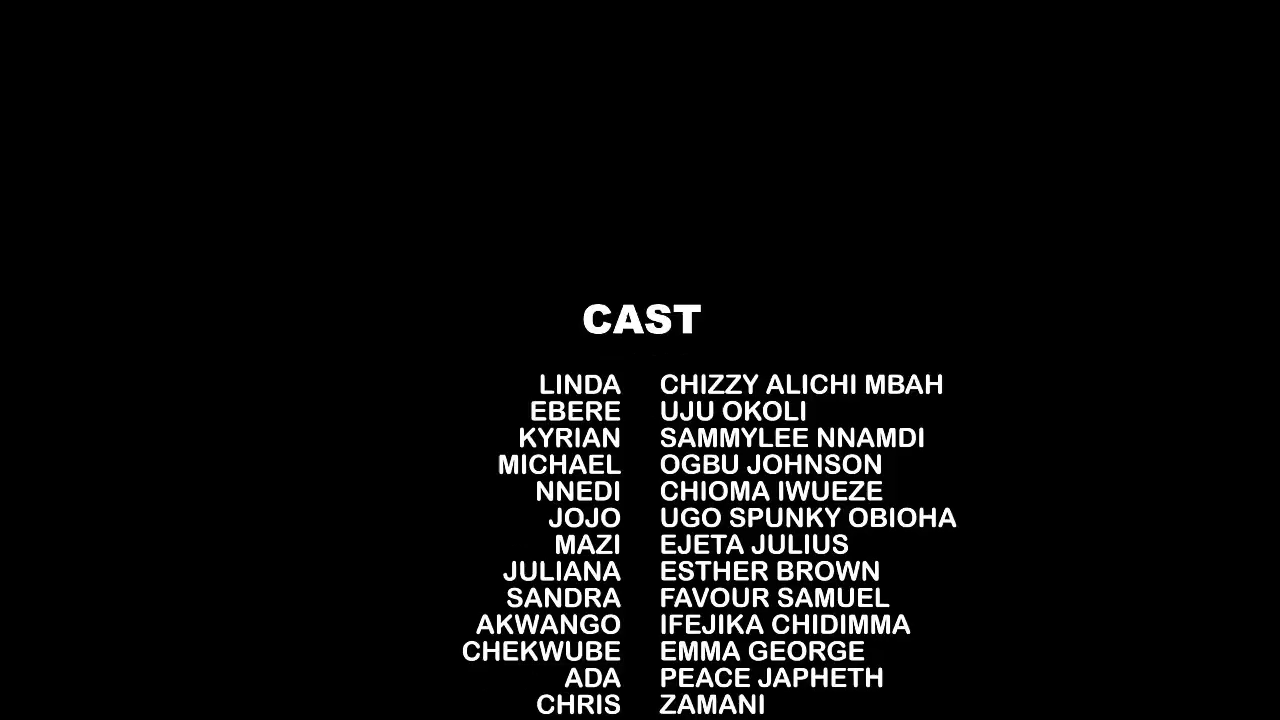 CAST
LINDA CHIZZY ALICHI MBAH
EBERE UJU OKOLI
KYRIAN SAMMYLEE NNAMDI
MICHAEL OGBU JOHNSON
NNEDI CHIOMA IWUEZE
JOJO UGO SPUNKY OBIOHA
MAZI EJETA JULIUS
JULIANA ESTHER BROWN
SANDRA FAVOUR SAMUEL
AKWANGO IFEJIKA CHIDIMMA
CHEKWUBE EMMA GEORGE
ADA PEACE JAPHETH
CHRIS ZAMANI